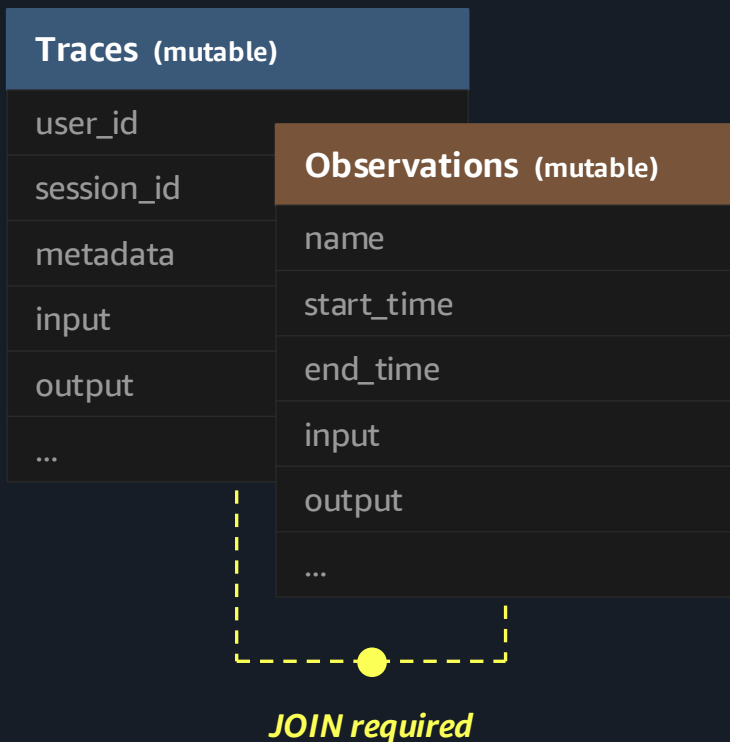 Traces (mutable)
user_id
session_id
metadata
input
output
...
Observations (mutable)
name
start_time
end_time
input
output
...
JOIN required